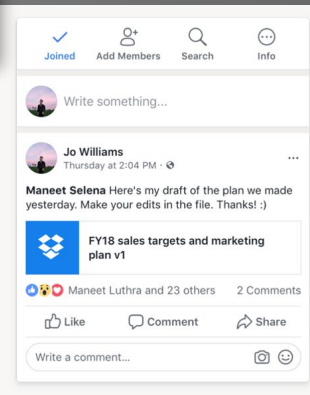 Joined Add Members Search Info
Write something...
Jo Williams
Thursday at 2:04 PM ·
Maneet Selena Here's my draft of the plan we made
yesterday. Make your edits in the file. Thanks! :)
FY18 sales targets and marketing
plan v1
Maneet Luthra and 23 others 2 Comments
Like Comment Share
Write a comment...